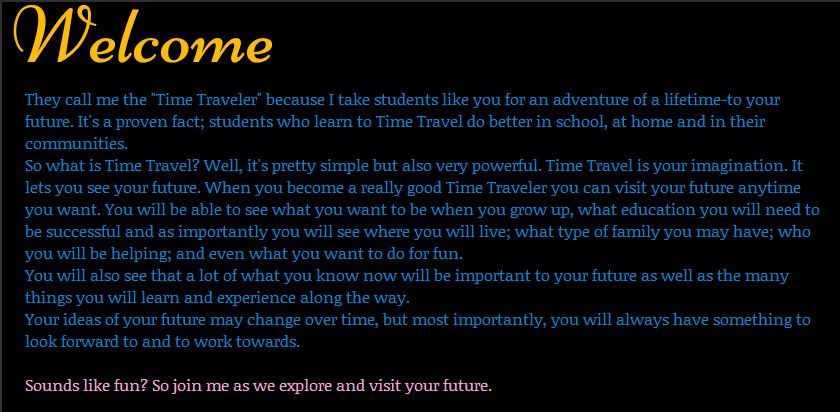 Welcome
They call me the "Time Traveler" because I take students like you for an adventure of a lifetime-to your
future. It's a proven fact; students who learn to Time Travel do better in school, at home and in their
communities.
So what is Time Travel? Well, it's pretty simple but also very powerful. Time Travel is your imagination. It
lets you see your future. When you become a really good Time Traveler you can visit your future anytime
you want. You will be able to see what you want to be when you grow up, what education you will need to
be successful and as importantly you will see where you will live; what type of family you may have; who
you will be helping; and even what you want to do for fun.
You will also see that a lot of what you know now will be important to your future as well as the many
things you will learn and experience along the way.
Your ideas of your future may change over time, but most importantly, you will always have something to
look forward to and to work towards.
Sounds like fun? So join me as we explore and visit your future.